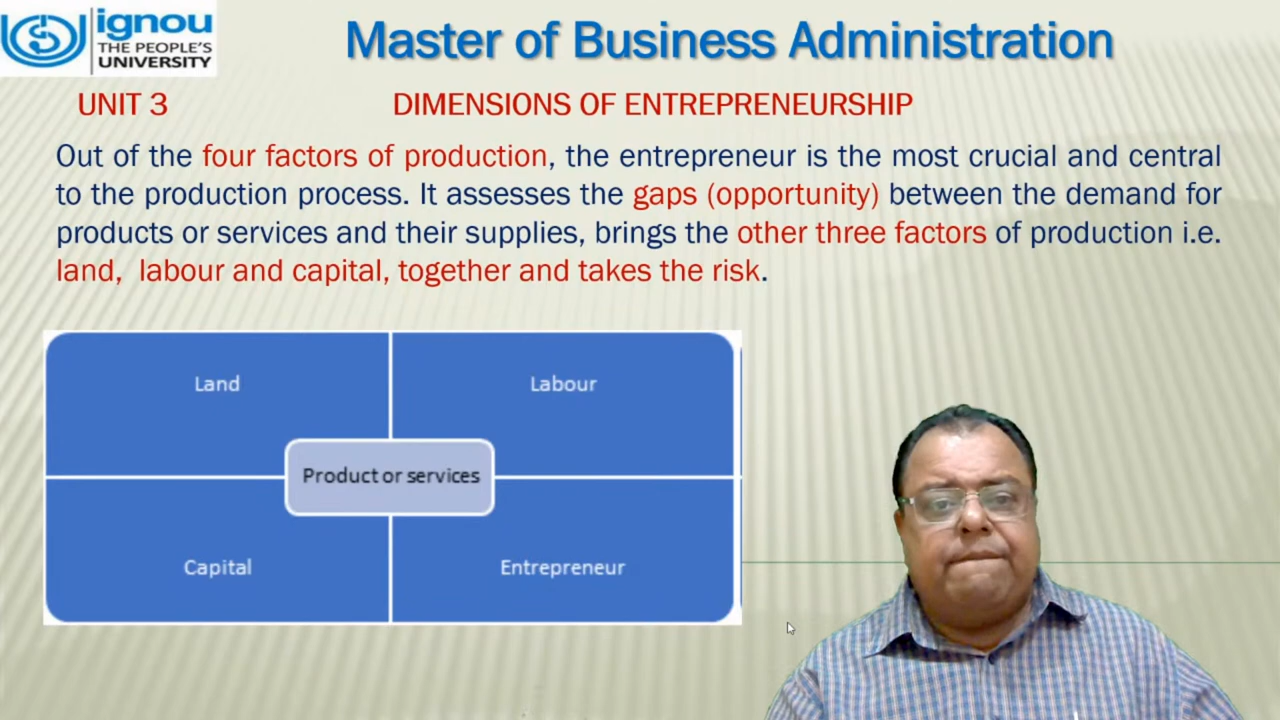 ignou
THE PEOPLE'S
UNIVERSITY
Master of Business Administration
UNIT 3 DIMENSIONS OF ENTREPRENEURSHIP
Out of the four factors of production, the entrepreneur is the most crucial and central
to the production process. It assesses the gaps (opportunity) between the demand for
products or services and their supplies, brings the other three factors of production i.e.
land, labour and capital, together and takes the risk.
Land Labour
Product or services
Capital Entrepreneur